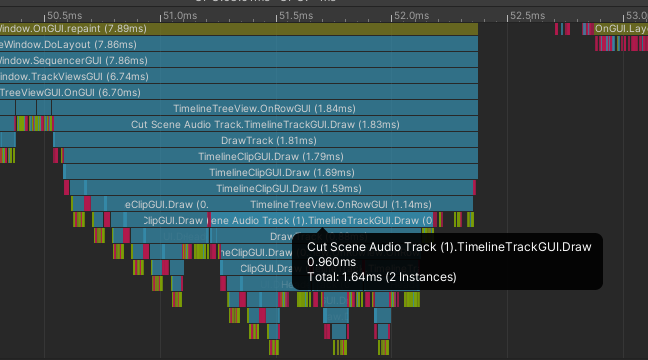 50.5ms 51.0ms 51.5ms 52.0ms 52.5ms 53.0
Window.OnGUI.repaint (7.89ms) OnGUI.Lay
eWindow.DoLayout (7.86ms)
Window.SequencerGUI (7.86ms)
indow.TrackViewsGUI (6.74ms)
TreeViewGUI.OnGUI (6.70ms)
TimelineTreeView.OnRowGUI (1.84ms)
Cut Scene Audio Track.TimelineTrackGUI.Draw (1.83ms)
DrawTrack (1.81ms)
TimelineClipGUI.Draw (1.79ms)
TimelineClipGUI.Draw (1.69ms)
TimelineClipGUI.Draw (1.59ms)
eClipGUI.Draw (0. TimelineTreeView.OnRowGUI (1.14ms)
ClipGUI.Draw ene Audio Track (1).TimelineTrackGUI.Draw (0
Draw
neClipGUI.Draw
ClipGUI.Draw
Cut Scene Audio Track (1).TimelineTrackGUI.Draw
0.960ms
Total: 1.64ms (2 Instances)